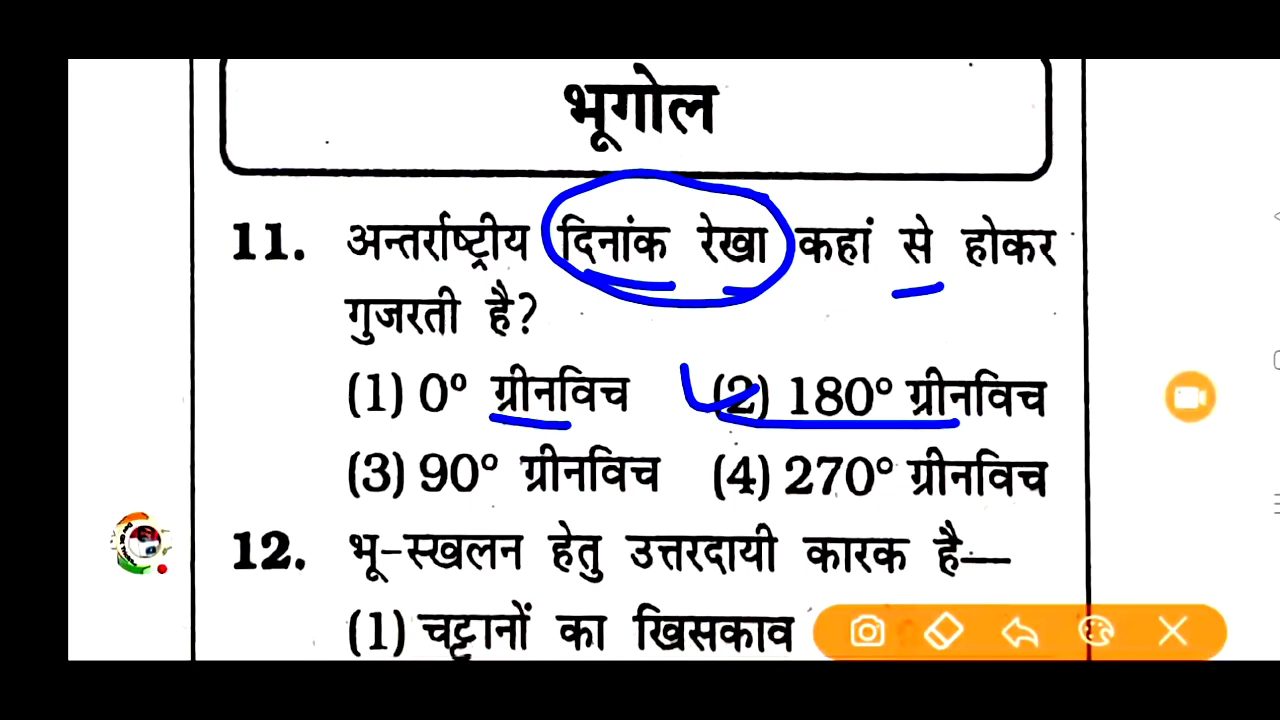 भूगोल
11. अन्तर्राष्ट्रीय दिनांक रेखा कहां से होकर
गुजरती है?
(1) 0° ग्रीनविच (2) 180° ग्रीनविच
(3) 90° ग्रीनविच (4) 270° ग्रीनविच
12. भू-स्खलन हेतु उत्तरदायी कारक है—
(1) चट्टानों का खिसकाव